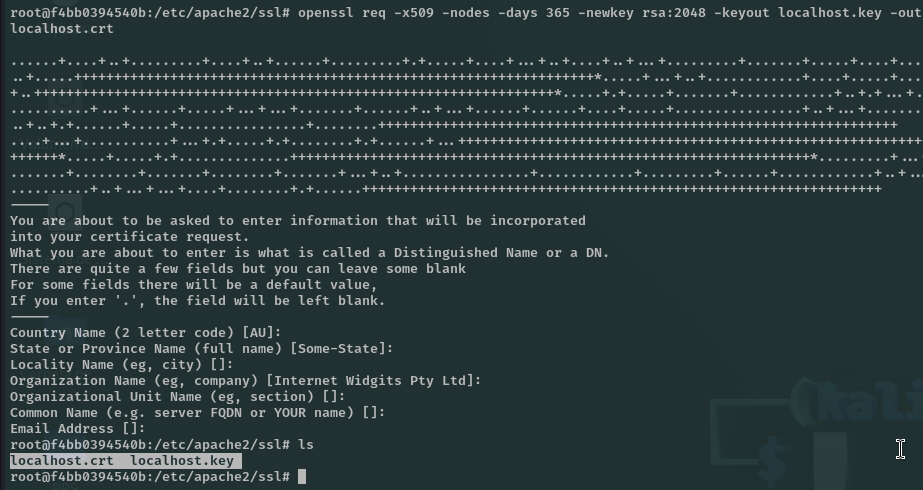 root@f4bb0394540b:/etc/apache2/ssl# openssl req -x509 -nodes -days 365 -newkey rsa:2048 -keyout localhost.key -out
localhost.crt
-----
You are about to be asked to enter information that will be incorporated
into your certificate request.
What you are about to enter is what is called a Distinguished Name or a DN.
There are quite a few fields but you can leave some blank
For some fields there will be a default value,
If you enter '.', the field will be left blank.
-----
Country Name (2 letter code) [AU]:
State or Province Name (full name) [Some-State]:
Locality Name (eg, city) []:
Organization Name (eg, company) [Internet Widgits Pty Ltd]:
Organizational Unit Name (eg, section) []:
Common Name (e.g. server FQDN or YOUR name) []:
Email Address []:
root@f4bb0394540b:/etc/apache2/ssl# ls
localhost.crt  localhost.key
root@f4bb0394540b:/etc/apache2/ssl#